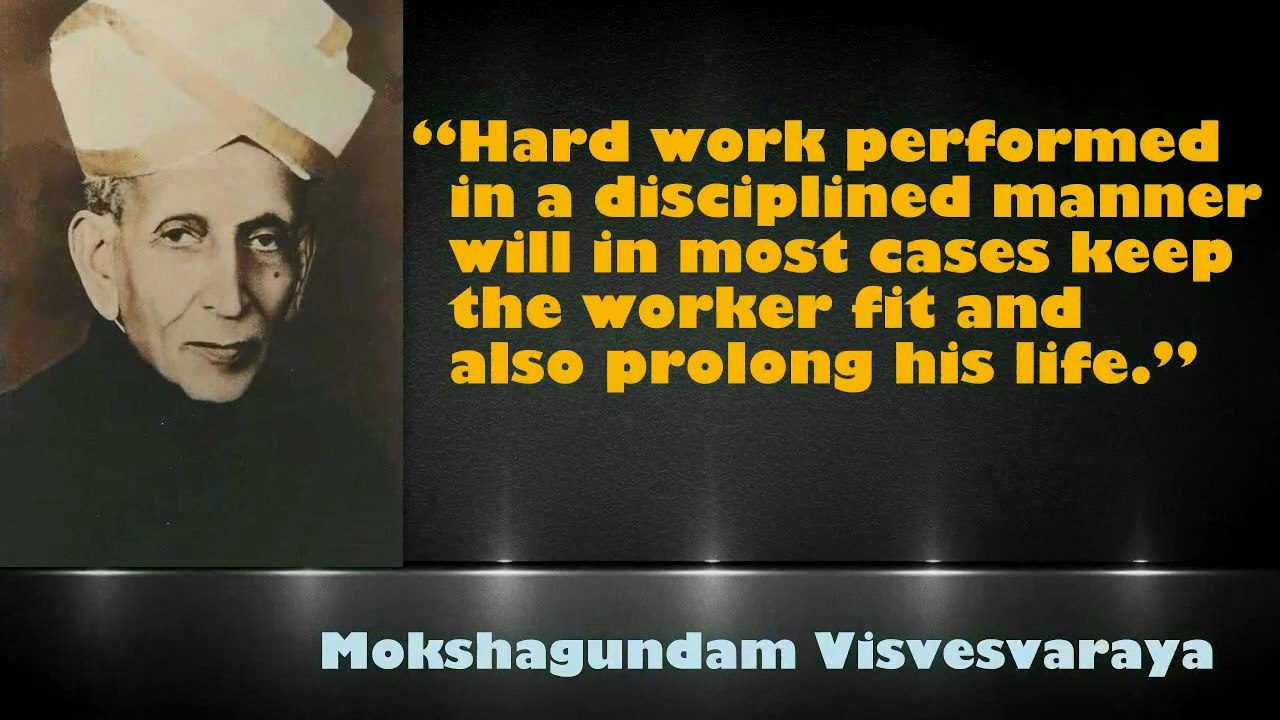 “Hard work performed
in a disciplined manner
will in most cases keep
the worker fit and
also prolong his life.”
Mokshagundam Visvesvaraya